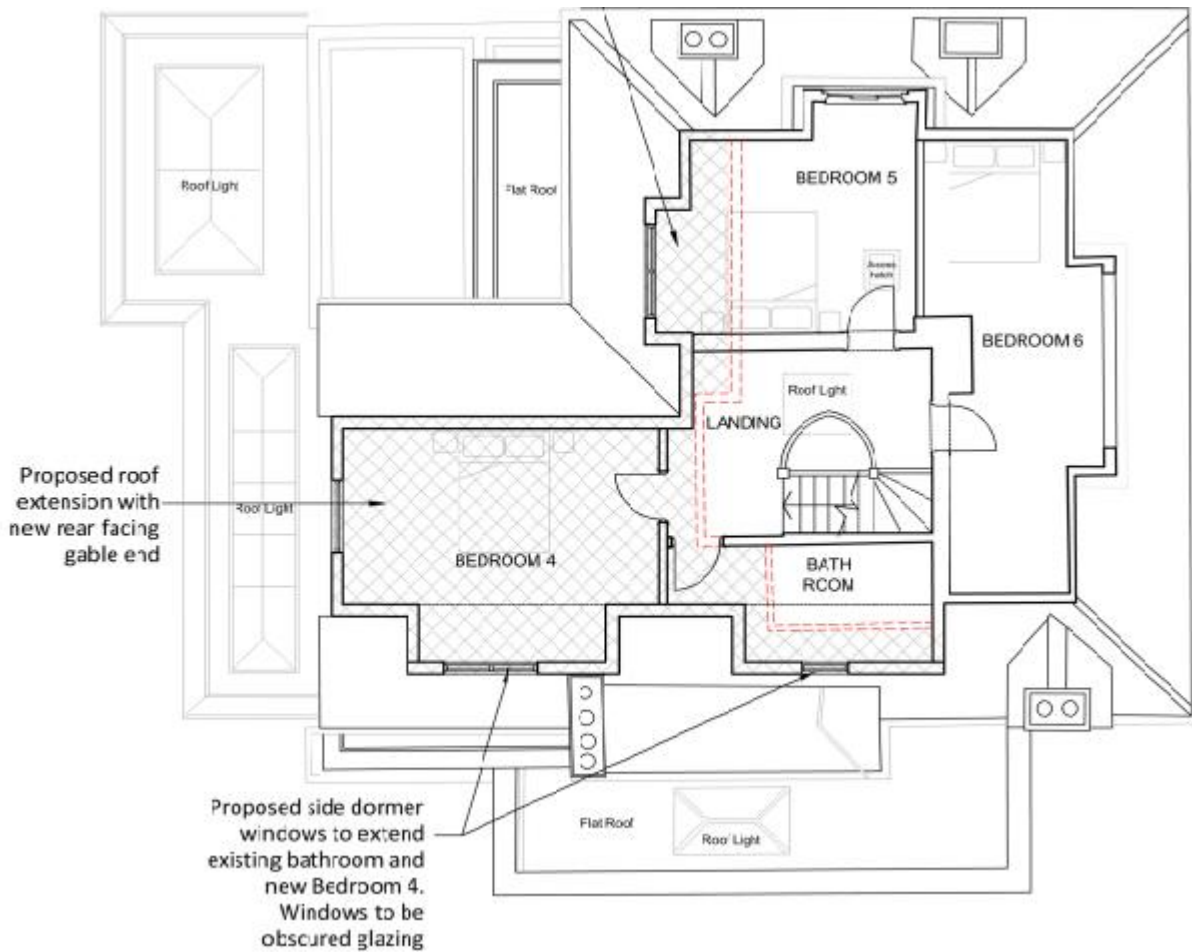 Roof Light
Flat Roof
BEDROOM 5
Access
hatch
BEDROOM 6
Roof Light
LANDING
Proposed roof
extension with
new rear facing
gable end
Roof Light
BEDROOM 4
BATH
ROOM
Proposed side dormer
windows to extend
existing bathroom and
new Bedroom 4.
Windows to be
obscured glazing
Flat Roof
Roof Light